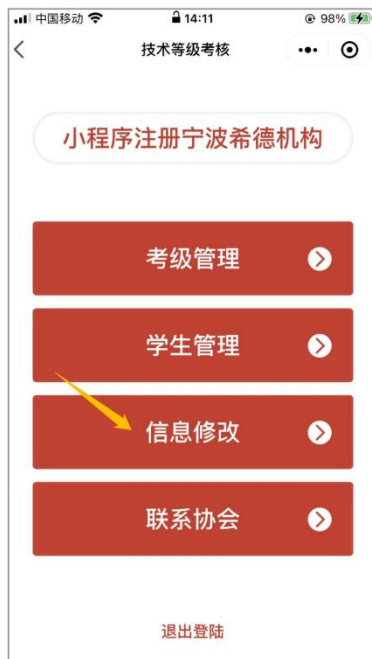 中国移动 14:11 98%
技术等级考核
小程序注册宁波希德机构
考级管理
学生管理
信息修改
联系协会
退出登陆